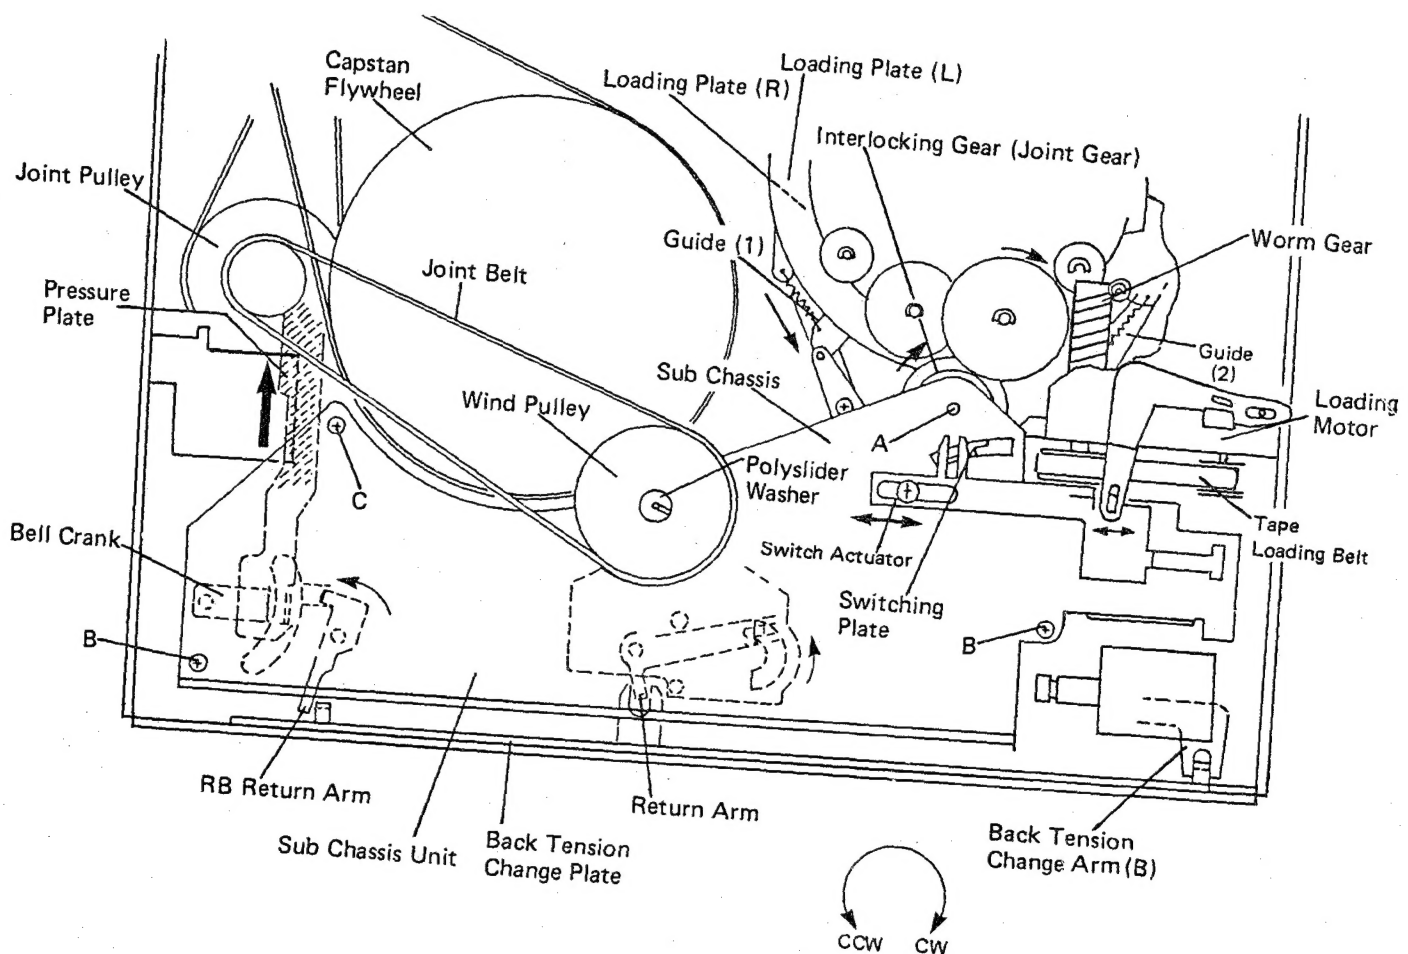 Capstan
Flywheel
Loading Plate (R)
Loading Plate (L)
Interlocking Gear (Joint Gear)
Joint Pulley
Guide (1)
Worm Gear
Joint Belt
Pressure
Plate
Guide
(2)
Sub Chassis
Wind Pulley
Loading
Motor
A
Polyslider
Washer
C
Tape
Loading Belt
Bell Crank
Switch Actuator
Switching
Plate
B
B
RB Return Arm
Return Arm
Sub Chassis Unit
Back Tension
Change Plate
Back Tension
Change Arm (B)
CCW
CW